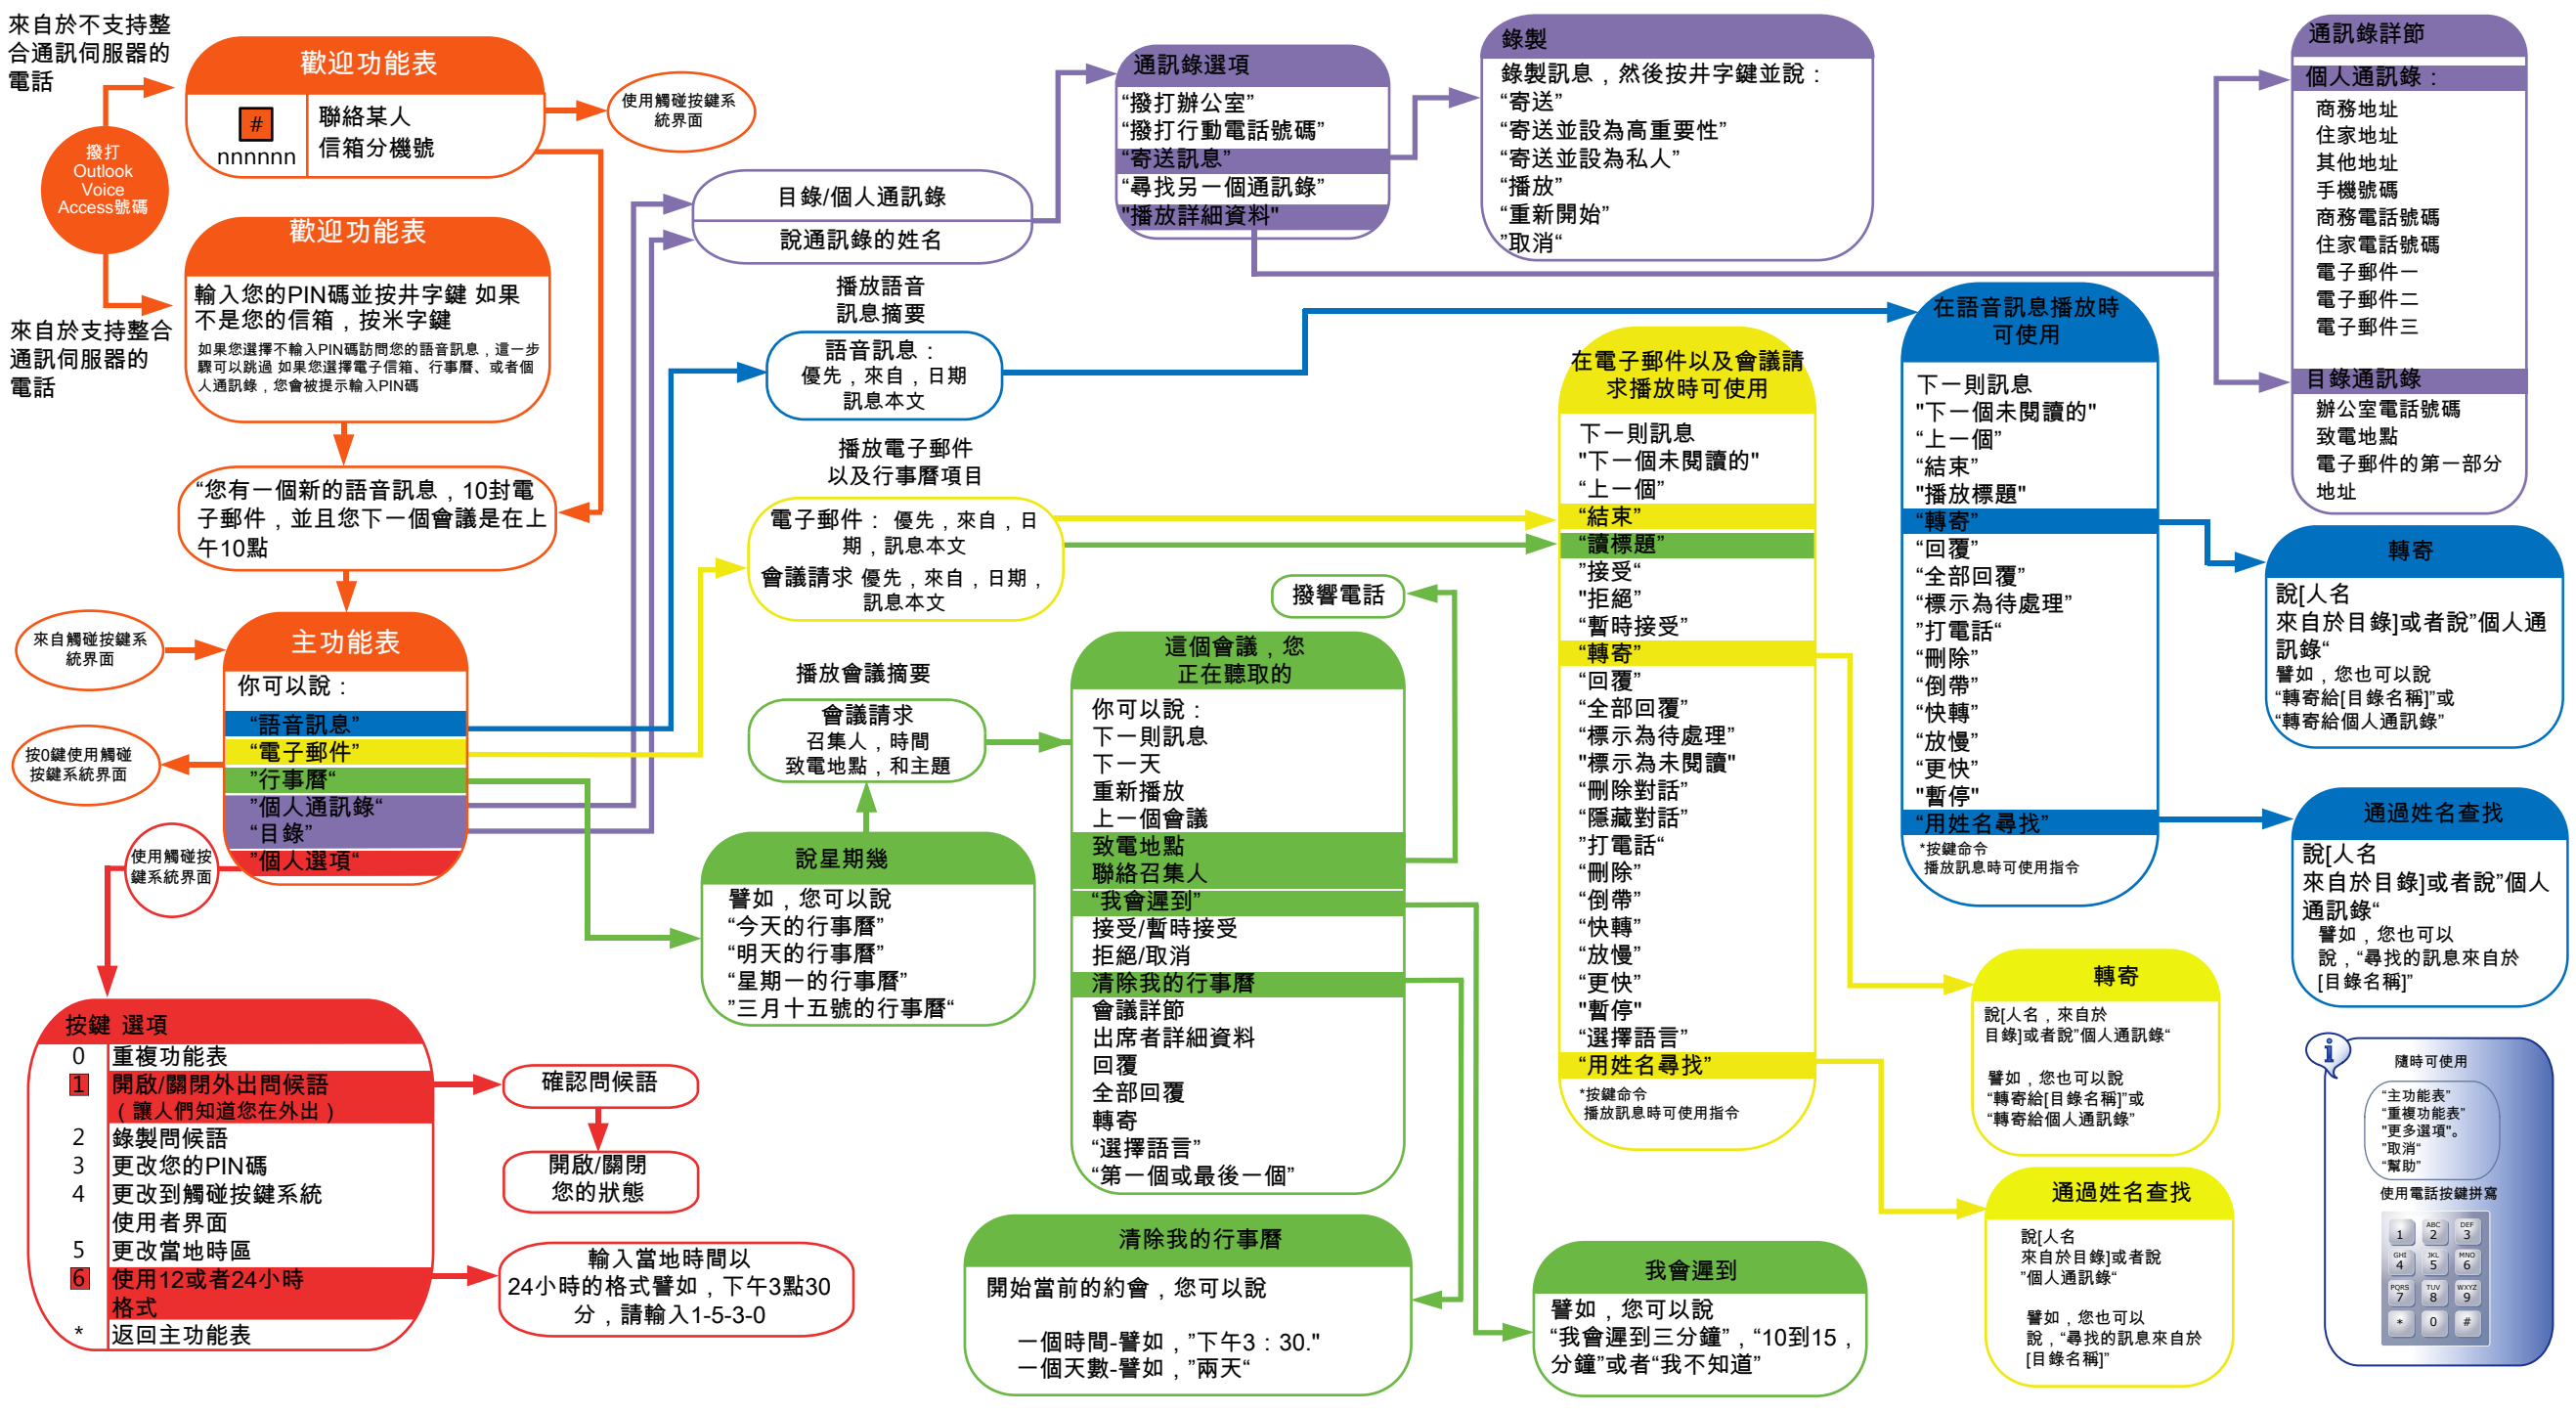 來自於不支持整
合通訊伺服器的
電話
撥打
Outlook
Voice
Access號碼
來自於支持整合
通訊伺服器的
電話
歡迎功能表
#
nnnnnn
聯絡某人
信箱分機號
使用觸碰按鍵系
統界面
歡迎功能表
輸入您的PIN碼並按井字鍵 如果
不是您的信箱，按米字鍵
如果您選擇不輸入PIN碼訪問您的語音訊息，這一步
驟可以跳過 如果您選擇電子信箱、行事曆、或者個
人通訊錄，您會被提示輸入PIN碼
“您有一個新的語音訊息，10封電
子郵件，並且您下一個會議是在上
午10點
來自觸碰按鍵系
統界面
按0鍵使用觸碰
按鍵系統界面
主功能表
你可以說：
“語音訊息”
“電子郵件”
”行事曆“
”個人通訊錄“
“目錄”
”個人選項“
使用觸碰按
鍵系統界面
按鍵 選項
0 重複功能表
1 開啟/關閉外出問候語
（讓人們知道您在外出）
2 錄製問候語
3 更改您的PIN碼
4 更改到觸碰按鍵系統
使用者界面
5 更改當地時區
6 使用12或者24小時
格式
* 返回主功能表
確認問候語
開啟/關閉
您的狀態
輸入當地時間以
24小時的格式譬如，下午3點30
分，請輸入1-5-3-0
目錄/個人通訊錄
說通訊錄的姓名
播放語音
訊息摘要
語音訊息：
優先，來自，日期
訊息本文
播放電子郵件
以及行事曆項目
電子郵件： 優先，來自，日
期，訊息本文
會議請求 優先，來自，日期，
訊息本文
播放會議摘要
會議請求
召集人，時間
致電地點，和主題
說星期幾
譬如，您可以說
“今天的行事曆”
“明天的行事曆”
“星期一的行事曆”
”三月十五號的行事曆“
通訊錄選項
“撥打辦公室”
“撥打行動電話號碼”
“寄送訊息”
“尋找另一個通訊錄”
"播放詳細資料"
錄製
錄製訊息，然後按井字鍵並說：
“寄送”
“寄送並設為高重要性”
“寄送並設為私人”
“播放”
“重新開始”
”取消“
撥響電話
這個會議，您
正在聽取的
你可以說：
下一則訊息
下一天
重新播放
上一個會議
致電地點
聯絡召集人
“我會遲到”
接受/暫時接受
拒絕/取消
清除我的行事曆
會議詳節
出席者詳細資料
回覆
全部回覆
轉寄
“選擇語言”
“第一個或最後一個”
清除我的行事曆
開始當前的約會，您可以說
一個時間-譬如，”下午3：30."
一個天數-譬如，”兩天“
我會遲到
譬如，您可以說
“我會遲到三分鐘”，“10到15，
分鐘”或者“我不知道”
在電子郵件以及會議請
求播放時可使用
下一則訊息
"下一個未閱讀的"
“上一個”
“結束”
“讀標題”
”接受“
"拒絕”
“暫時接受”
“轉寄”
“回覆”
“全部回覆”
“標示為待處理”
"標示為未閱讀"
“刪除對話”
“隱藏對話”
”打電話“
“刪除”
“倒帶”
“快轉”
“放慢”
“更快”
"暫停"
“選擇語言”
“用姓名尋找”
*按鍵命令
播放訊息時可使用指令
在語音訊息播放時
可使用
下一則訊息
"下一個未閱讀的"
“上一個”
“結束”
"播放標題"
“轉寄”
“回覆”
“全部回覆”
“標示為待處理”
”打電話“
“刪除”
“倒帶”
“快轉”
“放慢”
“更快”
"暫停"
“用姓名尋找”
*按鍵命令
播放訊息時可使用指令
轉寄
說[人名，來自於
目錄]或者說”個人通訊錄“
譬如，您也可以說
“轉寄給[目錄名稱]”或
“轉寄給個人通訊錄”
通過姓名查找
說[人名
來自於目錄]或者說
”個人通訊錄“
譬如，您也可以
說，“尋找的訊息來自於
[目錄名稱]”
通訊錄詳節
個人通訊錄：
商務地址
住家地址
其他地址
手機號碼
商務電話號碼
住家電話號碼
電子郵件一
電子郵件二
電子郵件三
目錄通訊錄
辦公室電話號碼
致電地點
電子郵件的第一部分
地址
轉寄
說[人名
來自於目錄]或者說”個人通
訊錄“
譬如，您也可以說
“轉寄給[目錄名稱]”或
“轉寄給個人通訊錄”
通過姓名查找
說[人名
來自於目錄]或者說”個人
通訊錄“
譬如，您也可以
說，“尋找的訊息來自於
[目錄名稱]”
i
隨時可使用
“主功能表”
“重複功能表”
"更多選項"。
”取消“
“幫助”
使用電話按鍵拼寫
ABC DEF
1 2 3
GHI JKL MNO
4 5 6
PQRS TUV WXYZ
7 8 9
* 0 #